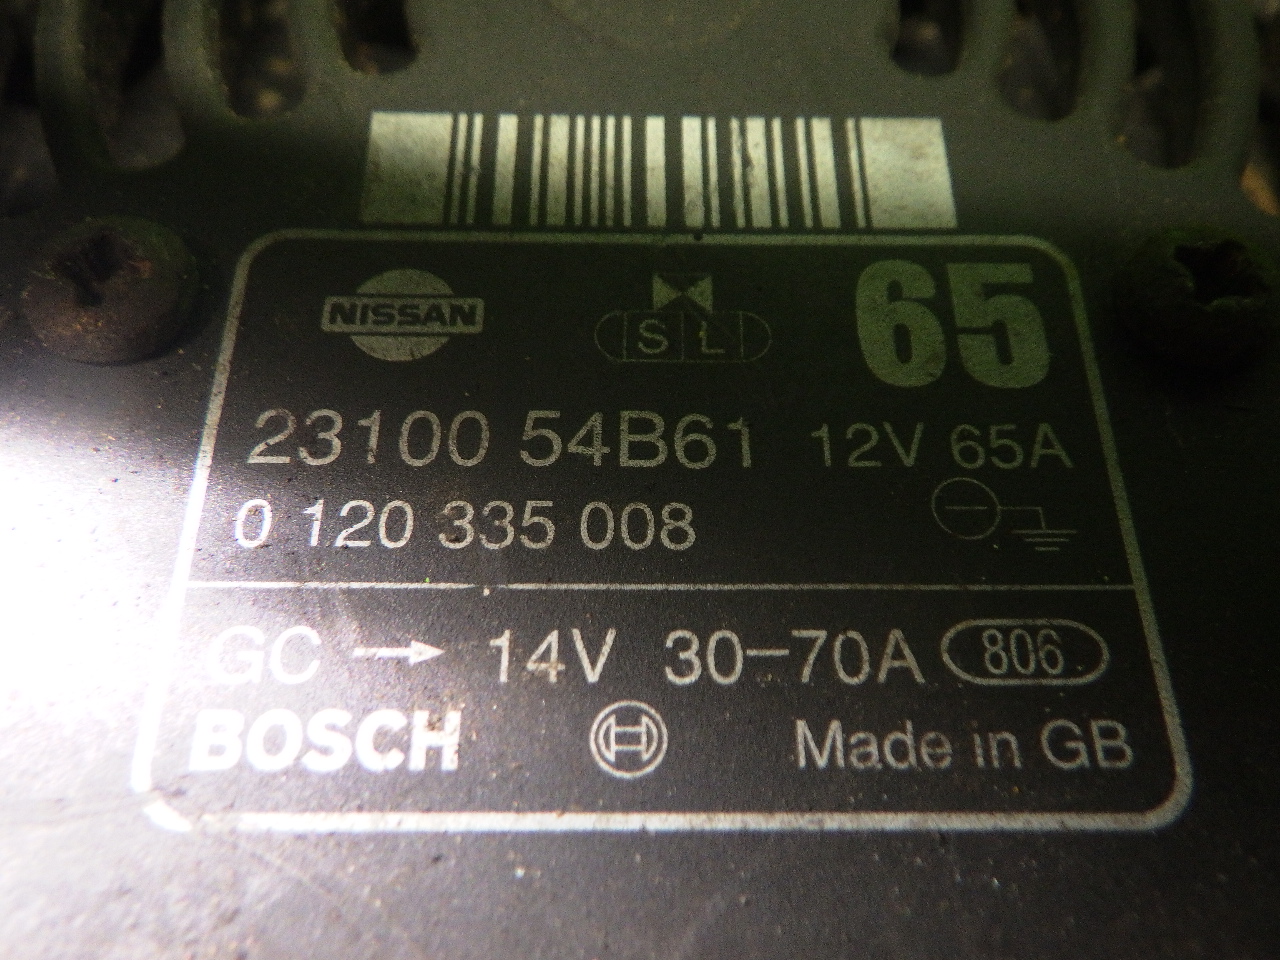 NISSAN S L 65
23100 54B61 12V 65A
0 120 335 008
GC → 14V 30-70A 806
BOSCH Made in GB